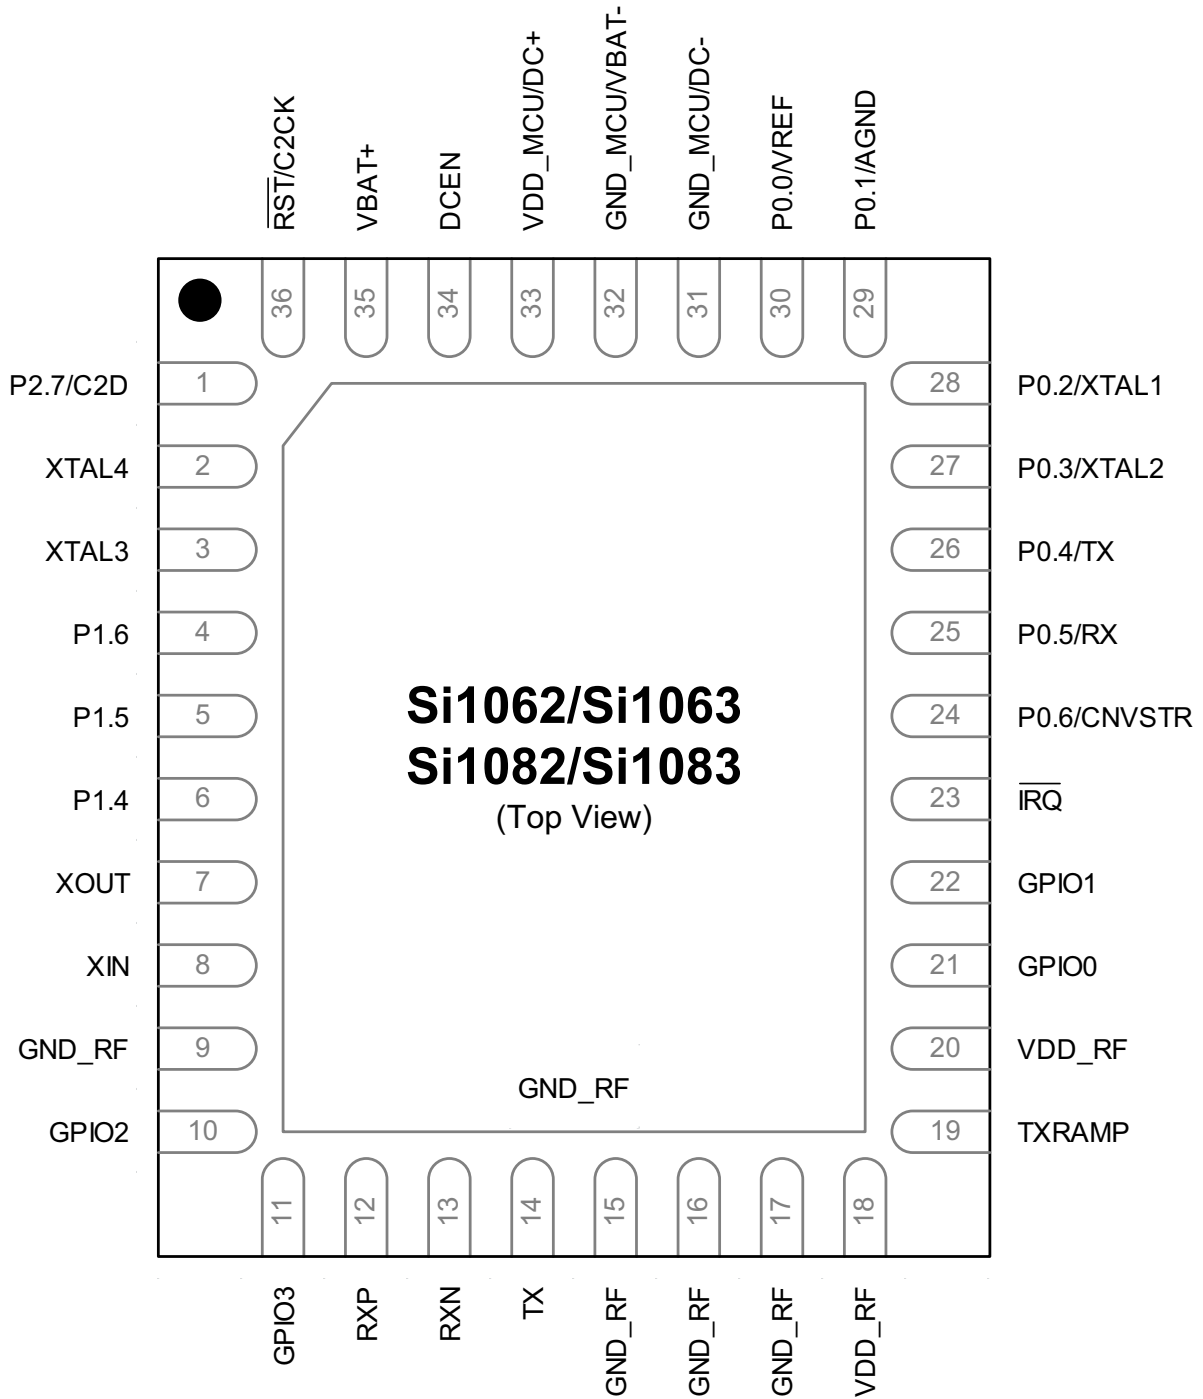 RST/C2CK
VBAT+
DCEN
VDD_MCU/DC+
GND_MCU/VBAT-
GND_MCU/DC-
P0.0/VREF
P0.1/AGND
36
35
34
33
32
31
30
29
P2.7/C2D
1
28
P0.2/XTAL1
XTAL4
2
27
P0.3/XTAL2
XTAL3
3
26
P0.4/TX
P1.6
4
25
P0.5/RX
P1.5
5
24
P0.6/CNVSTR
P1.4
6
23
IRQ
XOUT
7
22
GPIO1
XIN
8
21
GPIO0
GND_RF
9
20
VDD_RF
GPIO2
10
19
TXRAMP
Si1062/Si1063
Si1082/Si1083
(Top View)
GND_RF
11
12
13
14
15
16
17
18
GPIO3
RXP
RXN
TX
GND_RF
GND_RF
GND_RF
VDD_RF